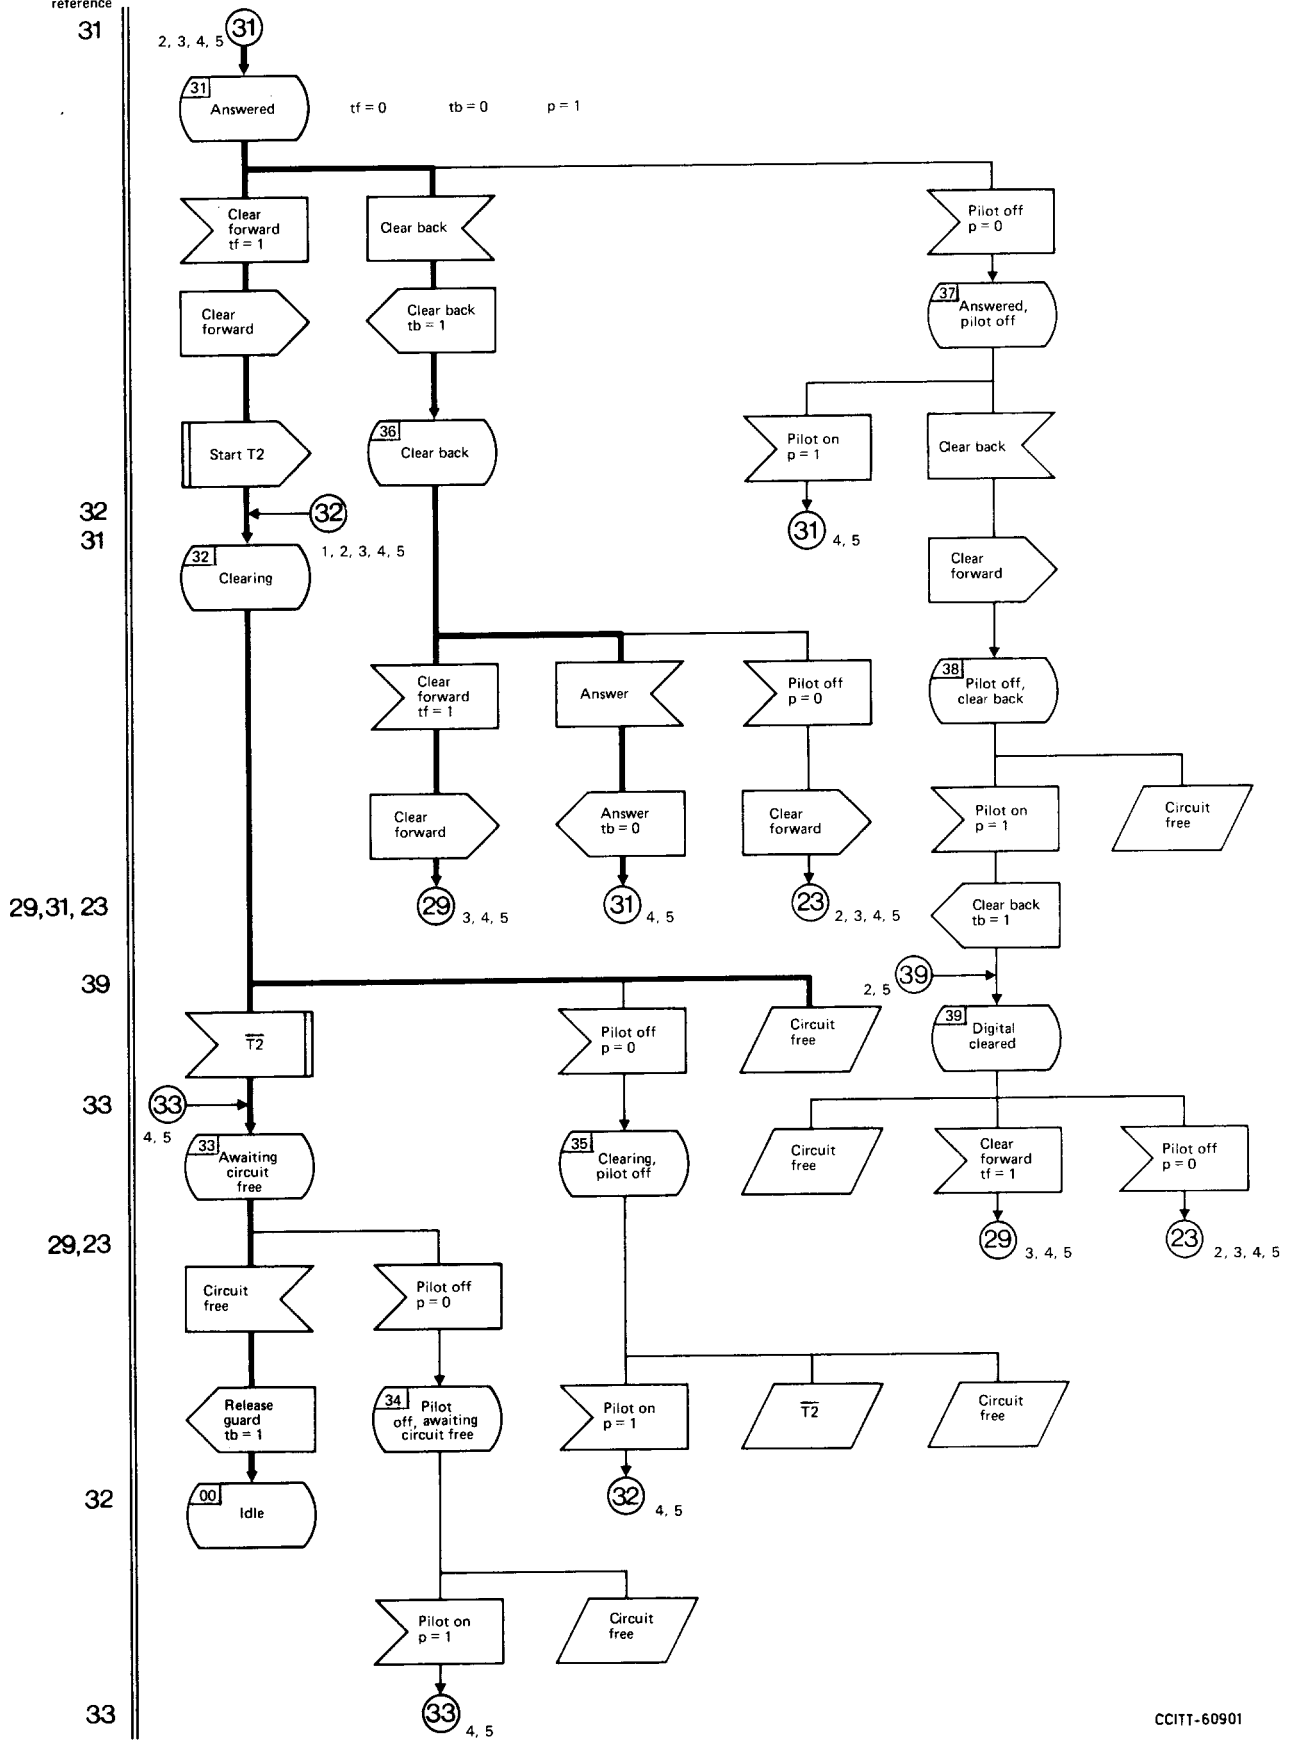 reference
31
31
2, 3, 4, 5
31
Answered
tf = 0
tb = 0
p = 1
Clear
forward
tf = 1
Clear back
Pilot off
p = 0
Clear
forward
Clear back
tb = 1
37
Answered,
pilot off
Start T2
36
Clear back
Pilot on
p = 1
Clear back
32
32
31
1, 2, 3, 4, 5
31
4, 5
32
Clearing
Clear
forward
Clear
forward
tf = 1
Answer
Pilot off
p = 0
38
Pilot off,
clear back
Clear
forward
Answer
tb = 0
Clear
forward
Pilot on
p = 1
Circuit
free
29,31,23
29
3, 4, 5
31
4, 5
23
2, 3, 4, 5
Clear back
tb = 1
39
39
2, 5
T2
Pilot off
p = 0
Circuit
free
39
Digital
cleared
33
33
4, 5
33
Awaiting
circuit
free
35
Clearing,
pilot off
Circuit
free
Clear
forward
tf = 1
Pilot off
p = 0
29,23
29
3, 4, 5
23
2, 3, 4, 5
Circuit
free
Pilot off
p = 0
Release
guard
tb = 1
34
Pilot
off, awaiting
circuit free
Pilot on
p = 1
T2
Circuit
free
32
00
Idle
32
4, 5
Pilot on
p = 1
Circuit
free
33
33
4, 5
CCITT-60901